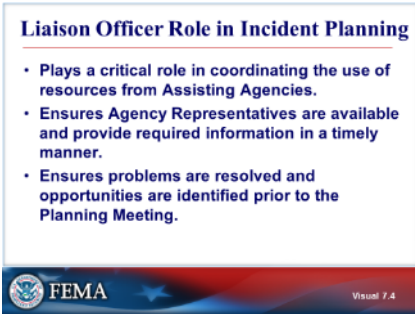 Liaison Officer Role in Incident Planning
• Plays a critical role in coordinating the use of
resources from Assisting Agencies.
• Ensures Agency Representatives are available
and provide required information in a timely
manner.
• Ensures problems are resolved and
opportunities are identified prior to the
Planning Meeting.
FEMA
Visual 7.4